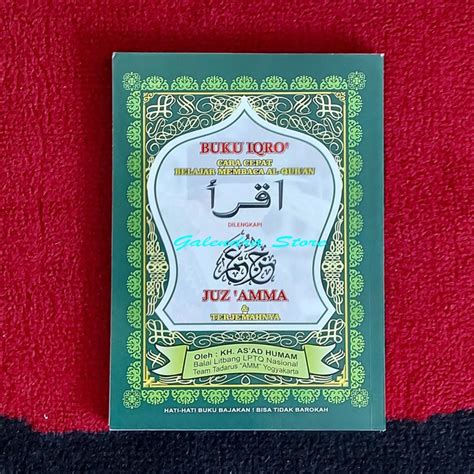 BUKU IQRO'
CARA CEPAT
BELAJAR MEMBACA AL-QUR'AN
اقرأ
DILENGKAPI
Galendra Store
جزء عم
JUZ 'AMMA
&
TERJEMAHNYA
Oleh : KH. AS'AD HUMAM
Balai Litbang LPTQ Nasional
Team Tadarus "AMM" Yogyakarta
HATI-HATI BUKU BAJAKAN ! BISA TIDAK BAROKAH